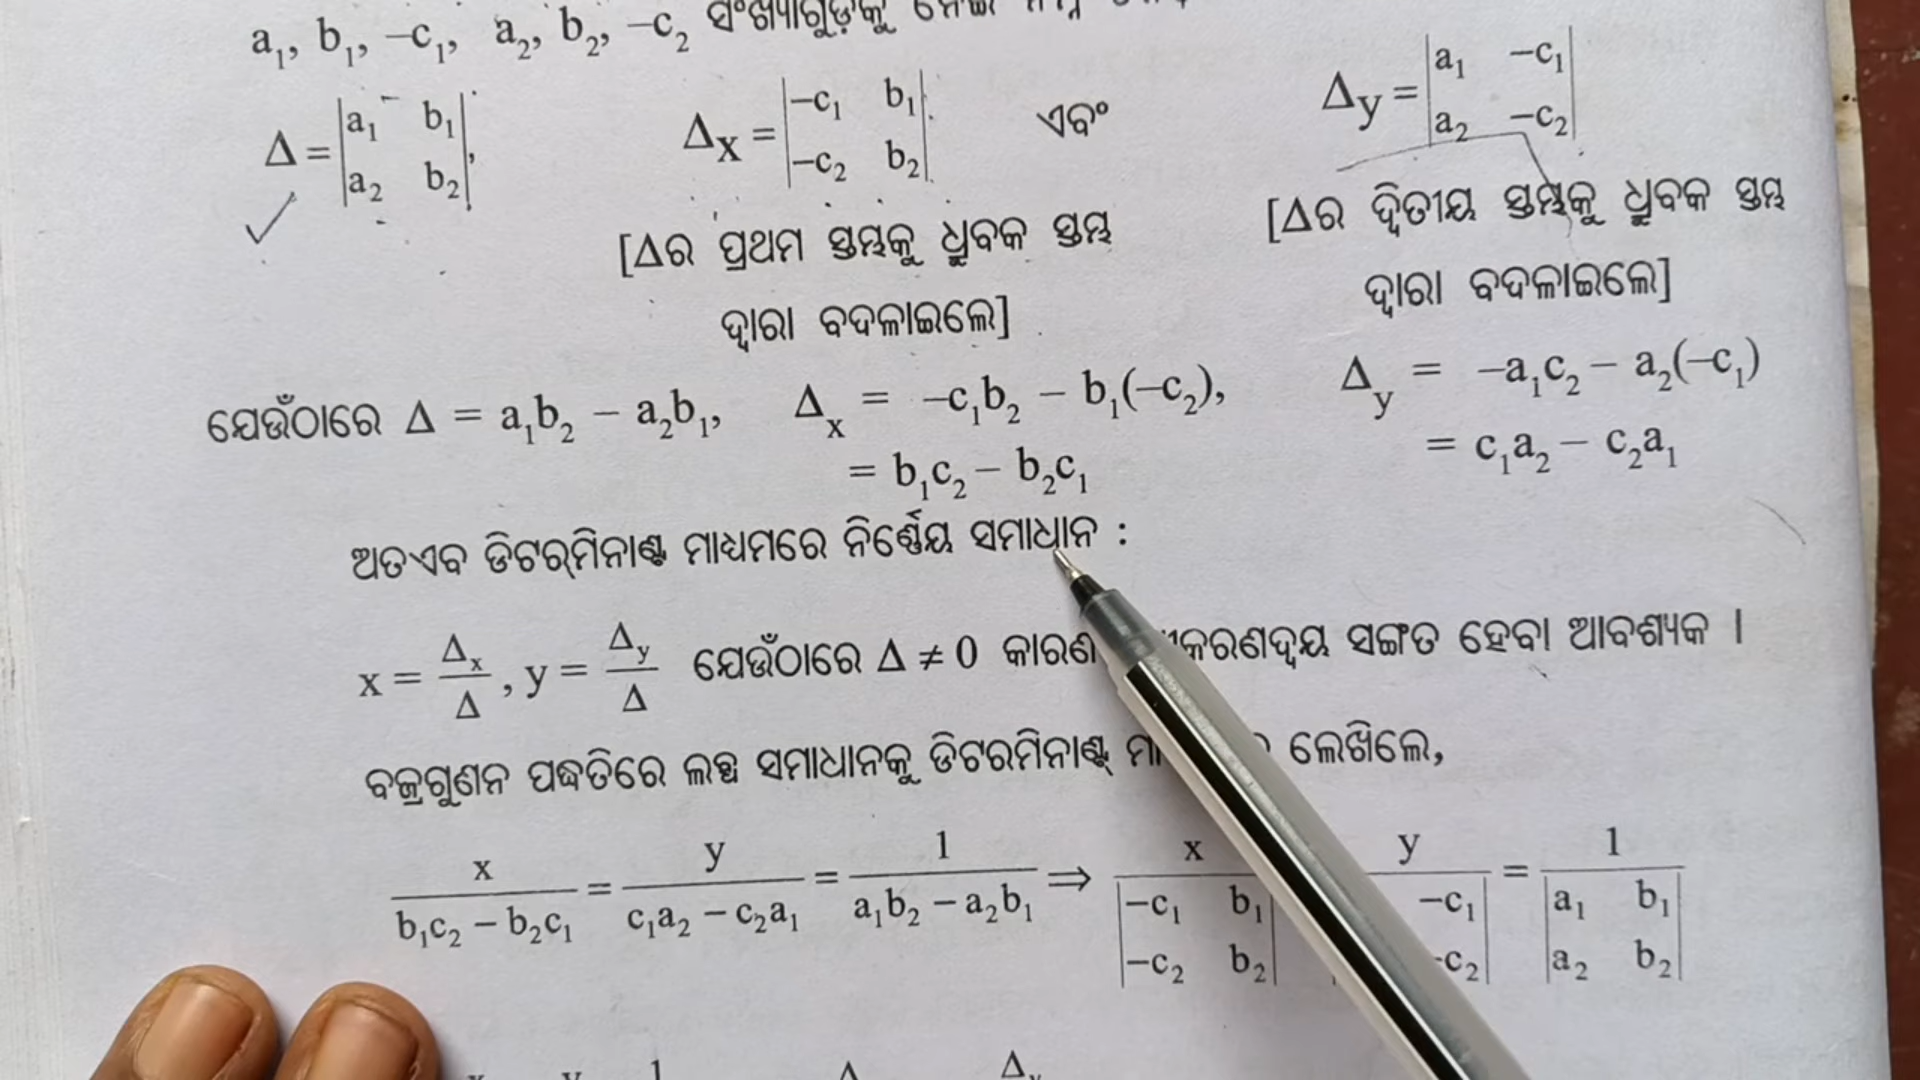 a₁, b₁, –c₁, a₂, b₂, –c₂ ସଂଖ୍ୟାଗୁଡ଼ିକୁ ନେଇ
Δ = |a₁ b₁; a₂ b₂|, Δx = |–c₁ b₁; –c₂ b₂| ଏବଂ Δy = |a₁ –c₁; a₂ –c₂|
[Δର ପ୍ରଥମ ସ୍ତମ୍ଭକୁ ଧ୍ରୁବକ ସ୍ତମ୍ଭ [Δର ଦ୍ୱିତୀୟ ସ୍ତମ୍ଭକୁ ଧ୍ରୁବକ ସ୍ତମ୍ଭ
ଦ୍ୱାରା ବଦଳାଇଲେ] ଦ୍ୱାରା ବଦଳାଇଲେ]
ଯେଉଁଠାରେ Δ = a₁b₂ – a₂b₁, Δx = –c₁b₂ – b₁(–c₂), Δy = –a₁c₂ – a₂(–c₁)
= b₁c₂ – b₂c₁ = c₁a₂ – c₂a₁
ଅତଏବ ଡିଟର୍ମିନାଣ୍ଟ ମାଧ୍ୟମରେ ନିର୍ଣ୍ଣେୟ ସମାଧାନ :
x = Δx/Δ, y = Δy/Δ ଯେଉଁଠାରେ Δ ≠ 0 କାରଣ ସଙ୍ଗତ ହେବା ଆବଶ୍ୟକ ।
ବଜ୍ରଗୁଣନ ପଦ୍ଧତିରେ ଲବ୍ଧ ସମାଧାନକୁ ଡିଟରମିନାଣ୍ଟ୍ ଲେଖିଲେ,
x/(b₁c₂ – b₂c₁) = y/(c₁a₂ – c₂a₁) = 1/(a₁b₂ – a₂b₁) ⇒ x/|–c₁ b₁; –c₂ b₂| y/| –c₁; –c₂| = 1/|a₁ b₁; a₂ b₂|